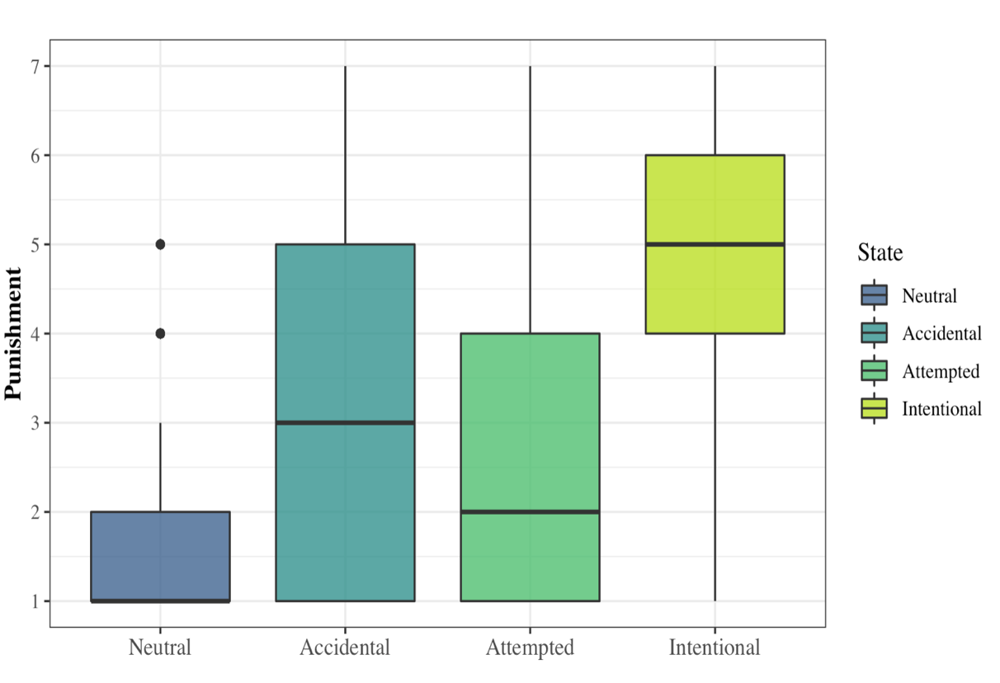 Punishment
7
6
5
4
3
2
1
Neutral
Accidental
Attempted
Intentional
State
Neutral
Accidental
Attempted
Intentional